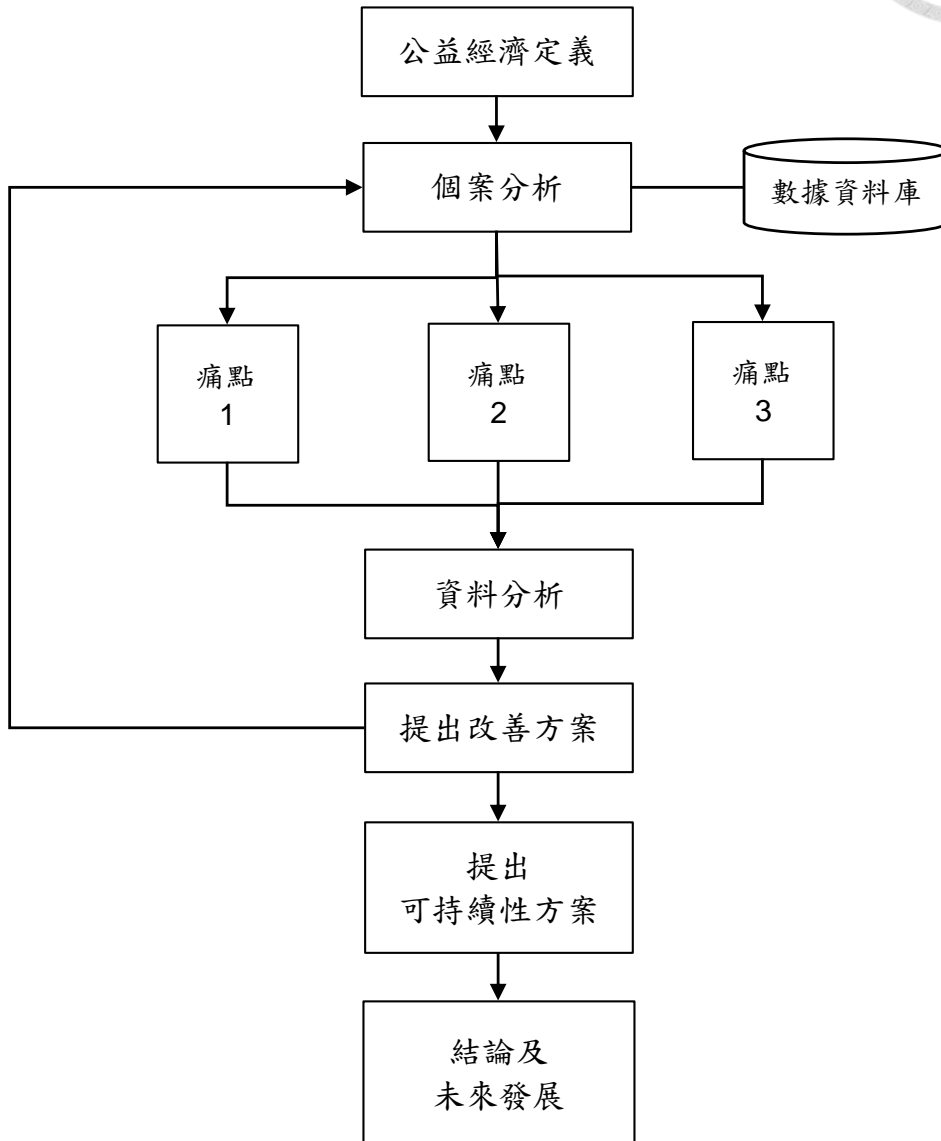 公益經濟定義
個案分析
數據資料庫
痛點
1
痛點
2
痛點
3
資料分析
提出改善方案
提出
可持續性方案
結論及
未來發展